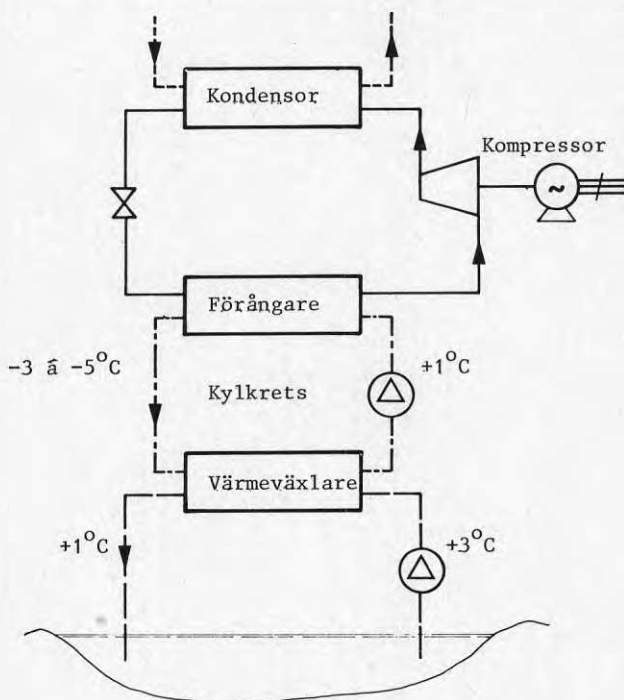 Kondensor
Kompressor
~
Förångare
-3 â -5°C
+1°C
Kylkrets
Värmeväxlare
+1°C
+3°C